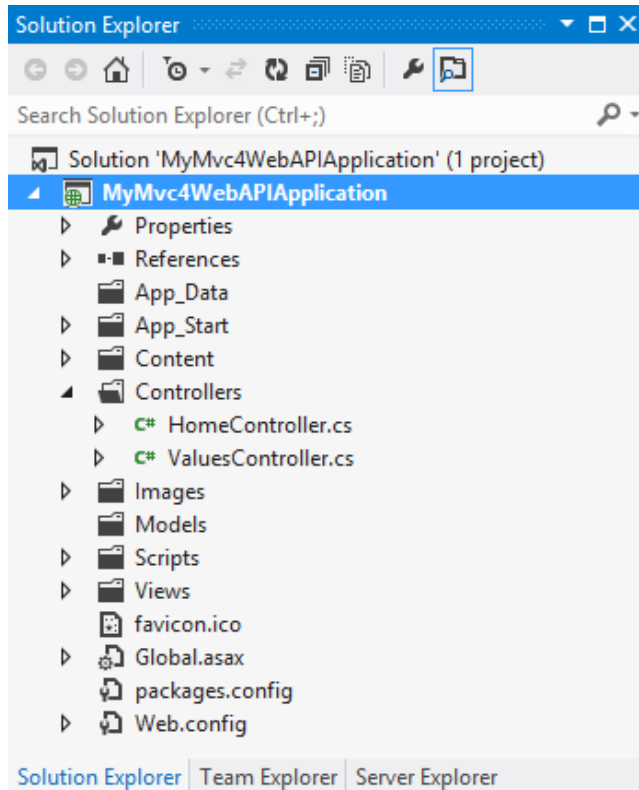 Solution Explorer
Search Solution Explorer (Ctrl+;)
Solution 'MyMvc4WebAPIApplication' (1 project)
MyMvc4WebAPIApplication
Properties
References
App_Data
App_Start
Content
Controllers
C# HomeController.cs
C# ValuesController.cs
Images
Models
Scripts
Views
favicon.ico
Global.asax
packages.config
Web.config
Solution Explorer Team Explorer Server Explorer